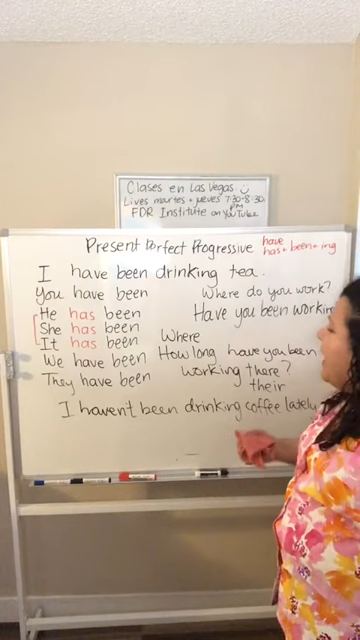 Clases en Las Vegas
Lives martes + jueves 7:30-8:30
PM
FDR Institute on YouTube
Present Perfect Progressive
have
has + been + ing
I have been drinking tea.
You have been
He has been
She has been
It has been
We have been
They have been
Where do you work?
Have you been workin
Where
How long have you been
working there?
their
I haven't been drinking coffee lately